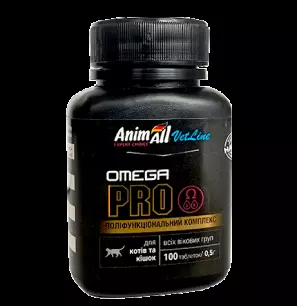 AnimAll VetLine
EXPERT CHOICE
OMEGA
PRO
ПОЛІФУНКЦІОНАЛЬНИЙ КОМПЛЕКС
для
котів та
кішок
всіх вікових груп
100 таблеток/ 0,5г